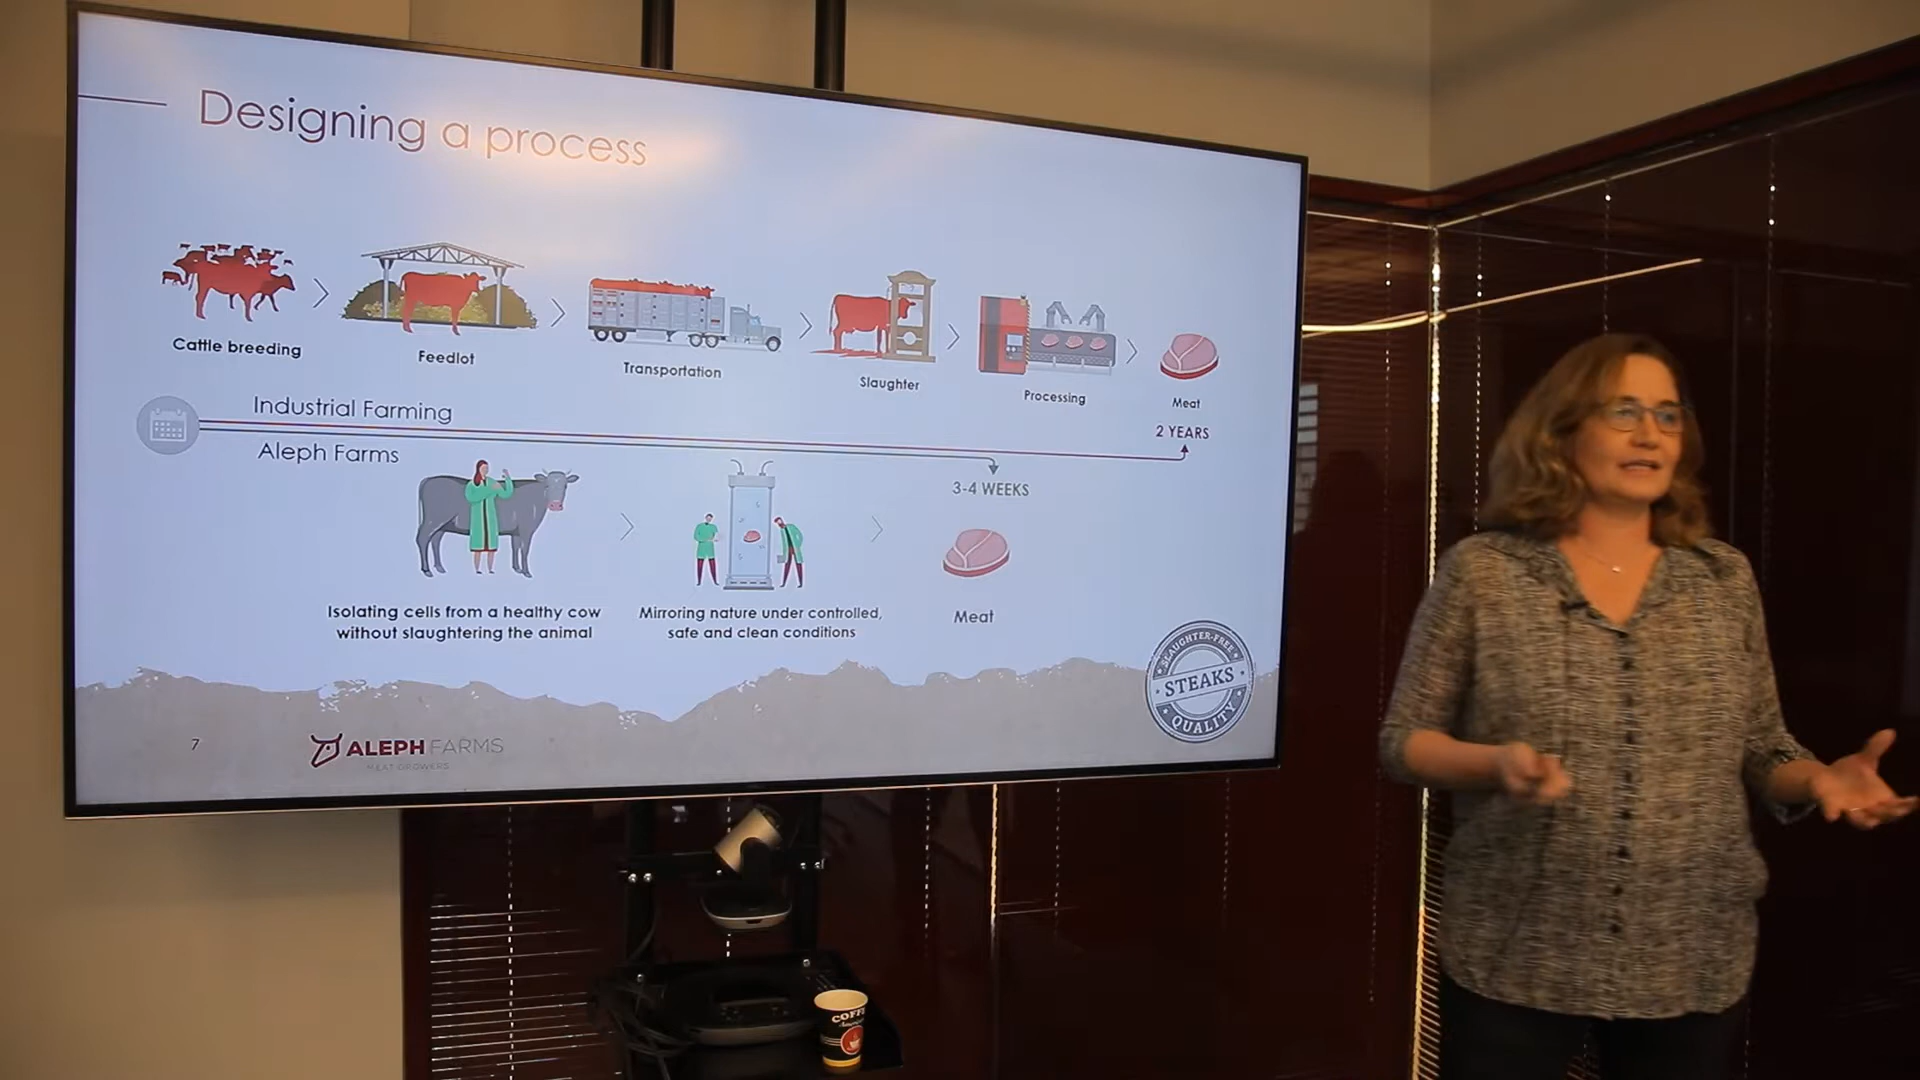 Designing a process
Cattle breeding
Feedlot
Transportation
Slaughter
Processing
Meat
Industrial Farming
2 YEARS
Aleph Farms
3-4 WEEKS
Isolating cells from a healthy cow
without slaughtering the animal
Mirroring nature under controlled,
safe and clean conditions
Meat
SLAUGHTER-FREE
STEAKS
QUALITY
7
ALEPH FARMS
MEAT GROWERS